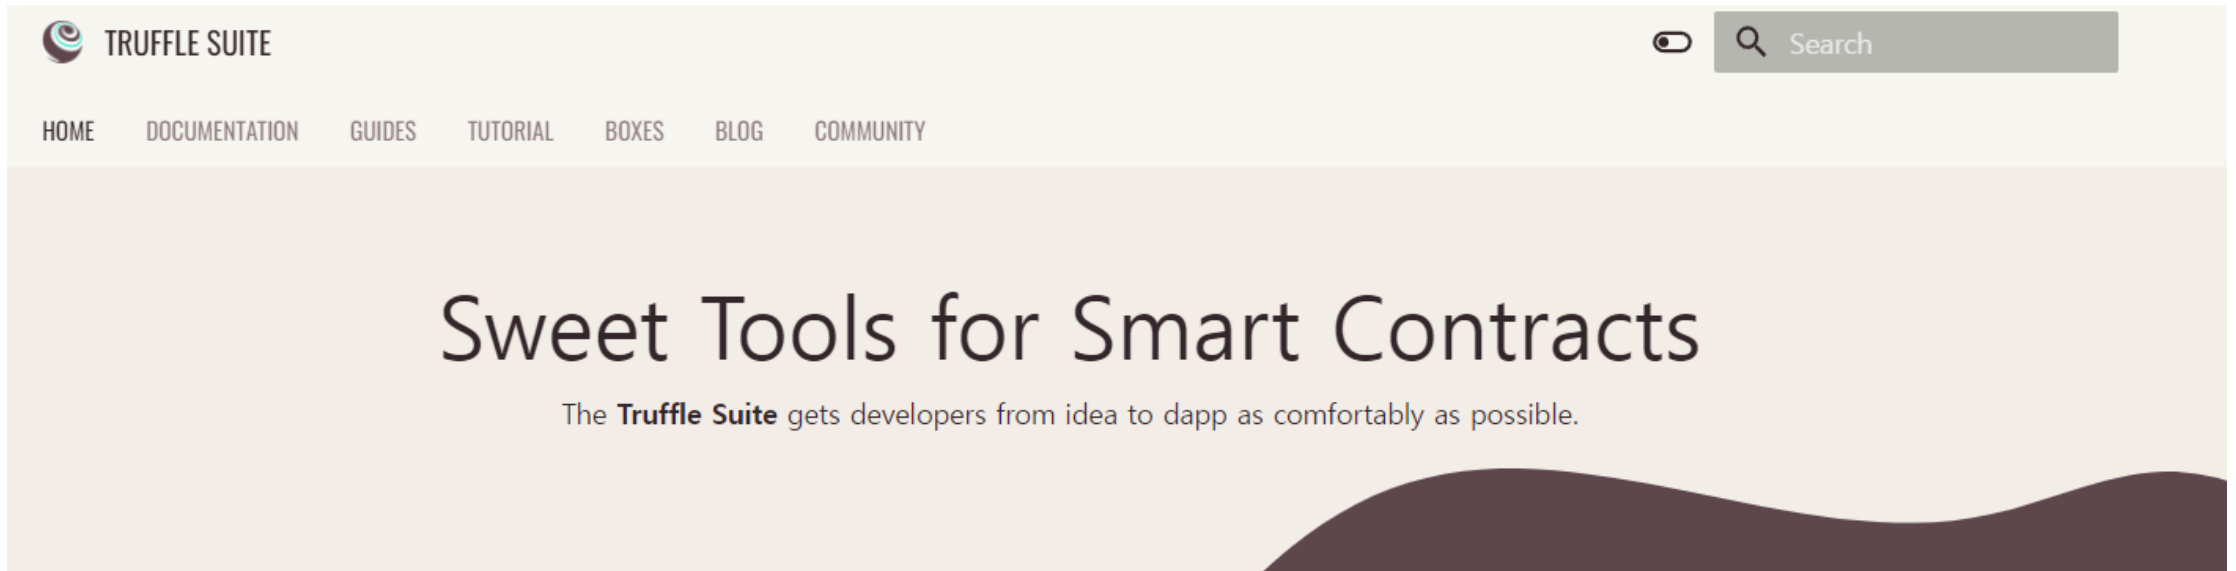 TRUFFLE SUITE
Search
HOME DOCUMENTATION GUIDES TUTORIAL BOXES BLOG COMMUNITY
Sweet Tools for Smart Contracts
The Truffle Suite gets developers from idea to dapp as comfortably as possible.